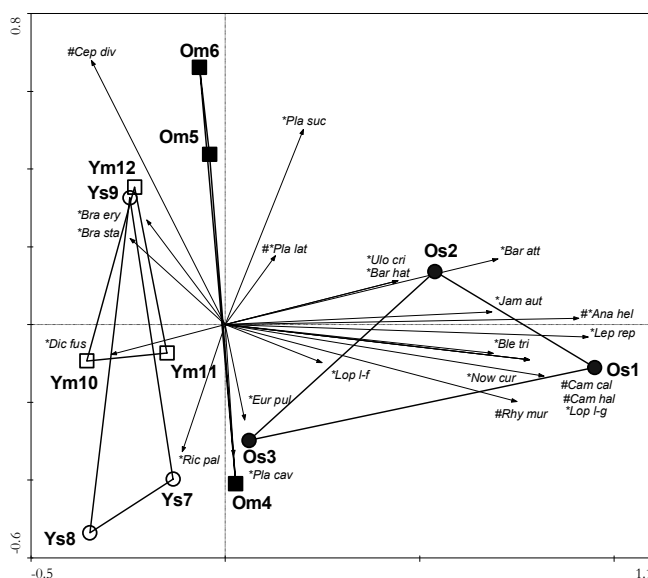 0.8
#Cep div
Om6
*Pla suc
Om5
Ym12
Ys9
*Bra ery
*Bra sta
#*Pla lat
*Ulo cri
*Bar hat
Os2
*Bar att
*Jam aut
#*Ana hel
*Lep rep
*Dic fus
*Ble tri
Ym10
Ym11
*Lop l-f
*Now cur
Os1
#Cam cal
#Cam hal
*Lop l-g
*Eur pul
#Rhy mur
Os3
*Ric pal
*Pla cav
Ys7
Om4
Ys8
-0.6
-0.5
1.1